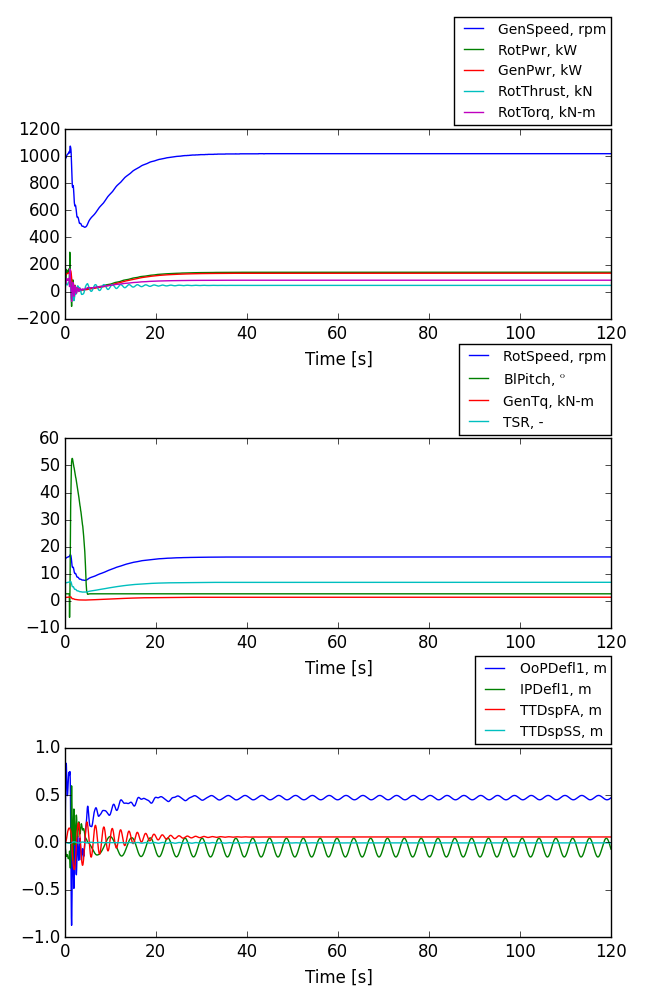 GenSpeed, rpm
RotPwr, kW
GenPwr, kW
RotThrust, kN
RotTorq, kN-m
1200
1000
800
600
400
200
0
−200
0 20 40 60 80 100 120
Time [s]
RotSpeed, rpm
BlPitch, °
GenTq, kN-m
TSR, -
60
50
40
30
20
10
0
−10
0 20 40 60 80 100 120
Time [s]
OoPDefl1, m
IPDefl1, m
TTDspFA, m
TTDspSS, m
1.0
0.5
0.0
−0.5
−1.0
0 20 40 60 80 100 120
Time [s]